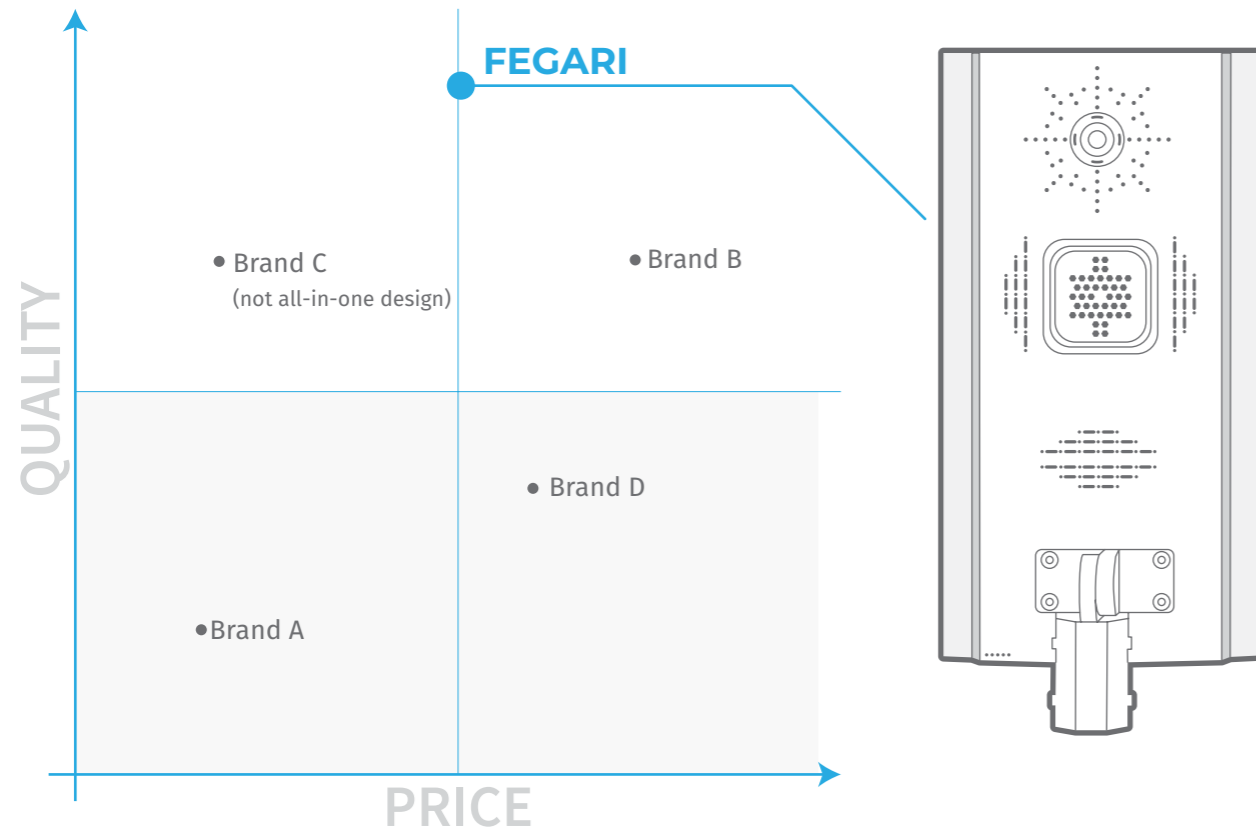 FEGARI
Brand C
(not all-in-one design)
Brand B
QUALITY
Brand D
Brand A
PRICE